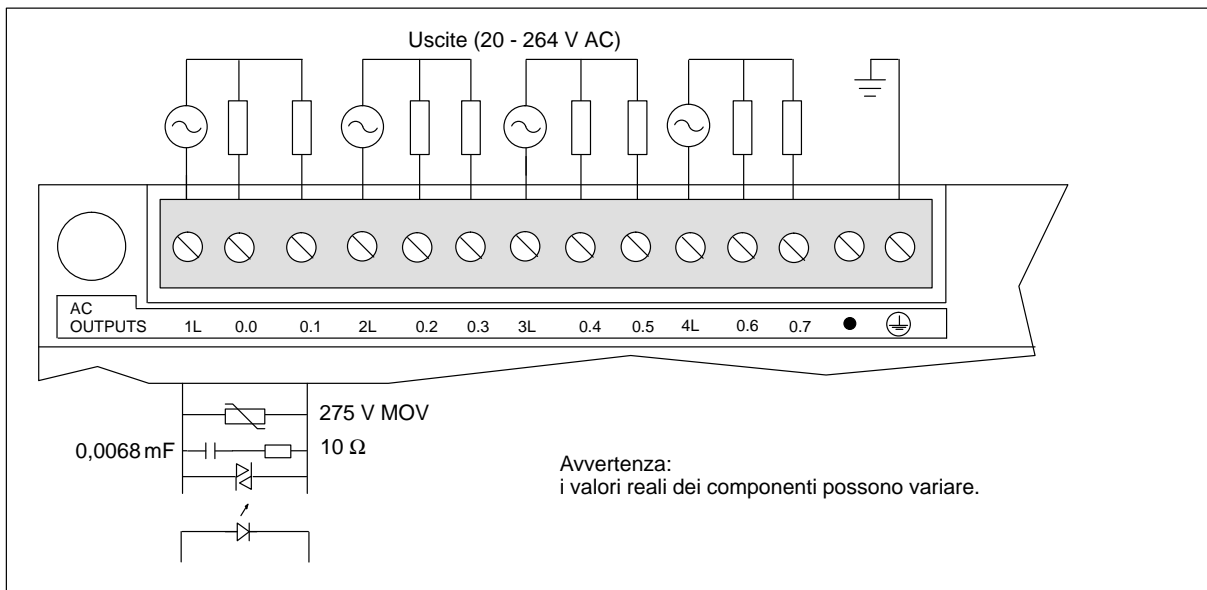 Uscite (20 - 264 V AC)
AC
OUTPUTS 1L 0.0 0.1 2L 0.2 0.3 3L 0.4 0.5 4L 0.6 0.7
275 V MOV
0,0068 mF 10 Ω
Avvertenza:
i valori reali dei componenti possono variare.